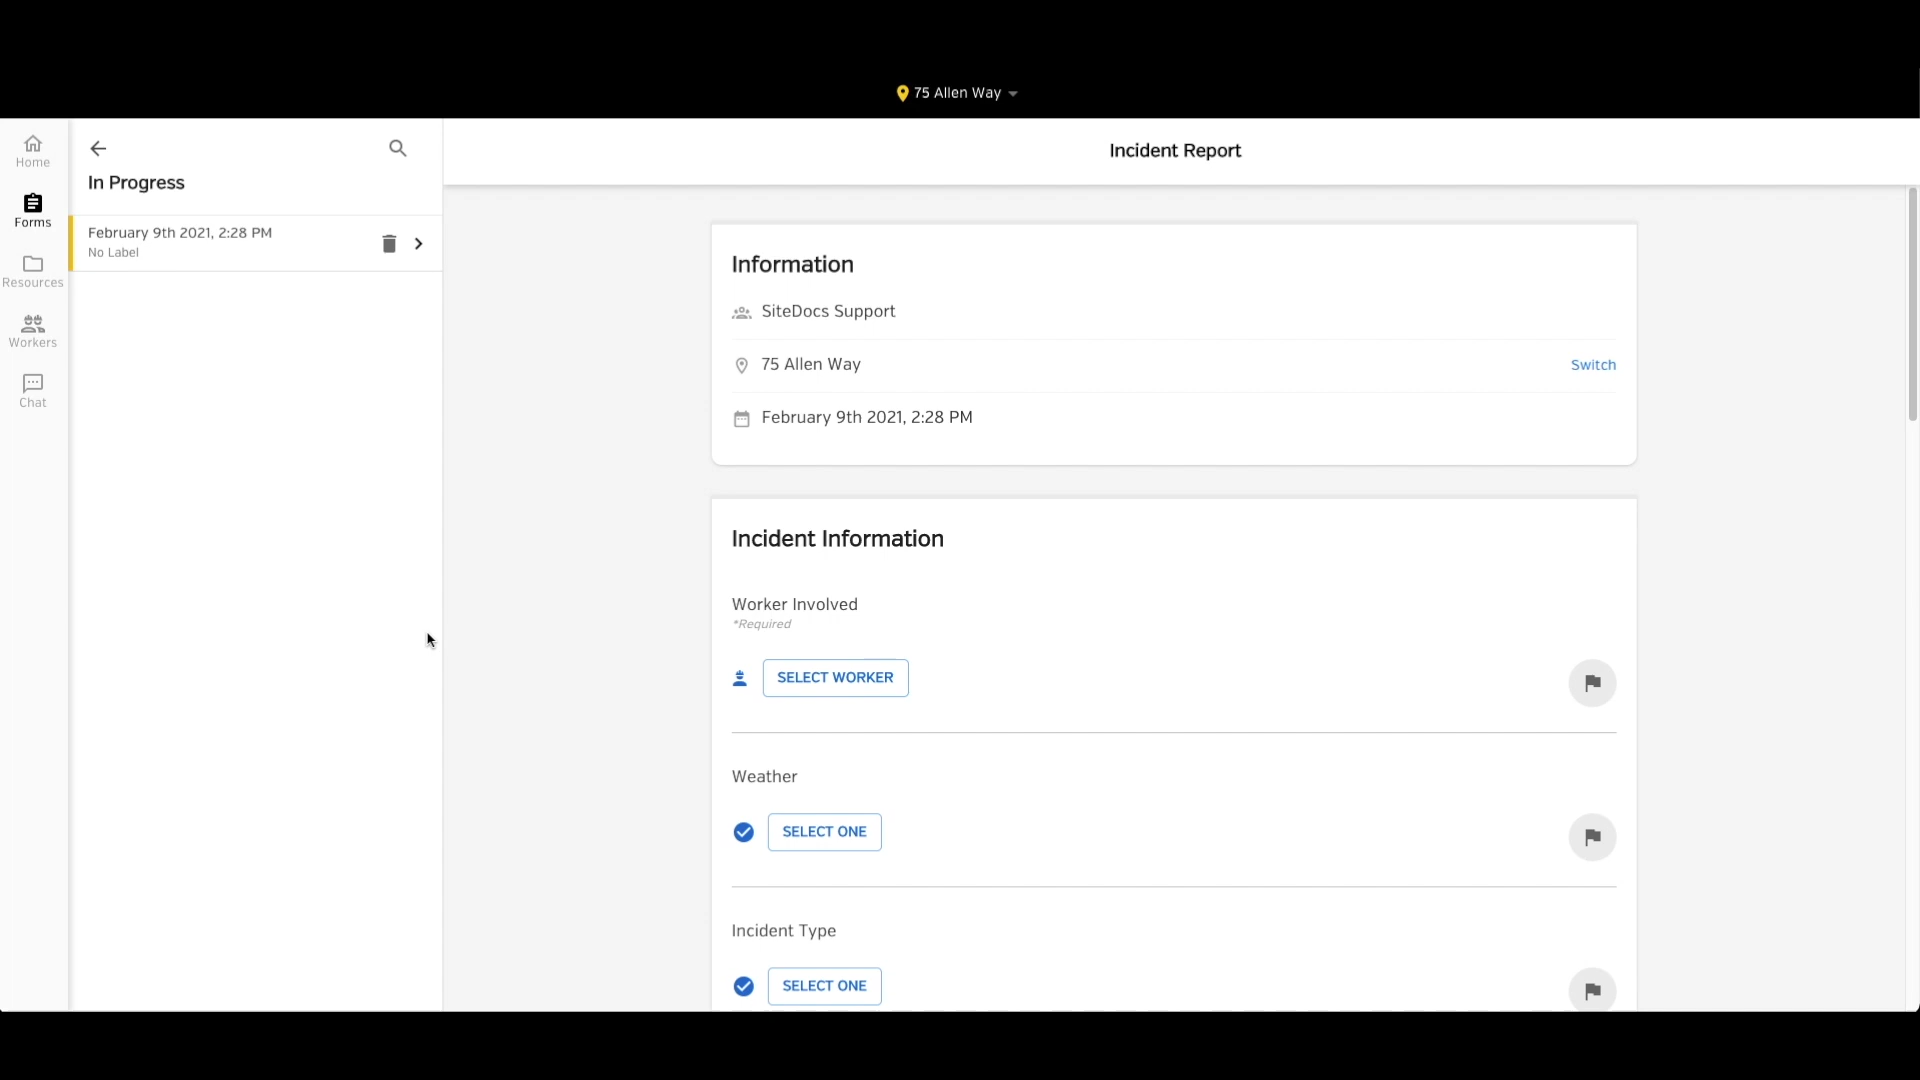 75 Allen Way
Home
Forms
Resources
Workers
Chat
In Progress
February 9th 2021, 2:28 PM
No Label
Incident Report
Information
SiteDocs Support
75 Allen Way
Switch
February 9th 2021, 2:28 PM
Incident Information
Worker Involved
*Required
SELECT WORKER
Weather
SELECT ONE
Incident Type
SELECT ONE